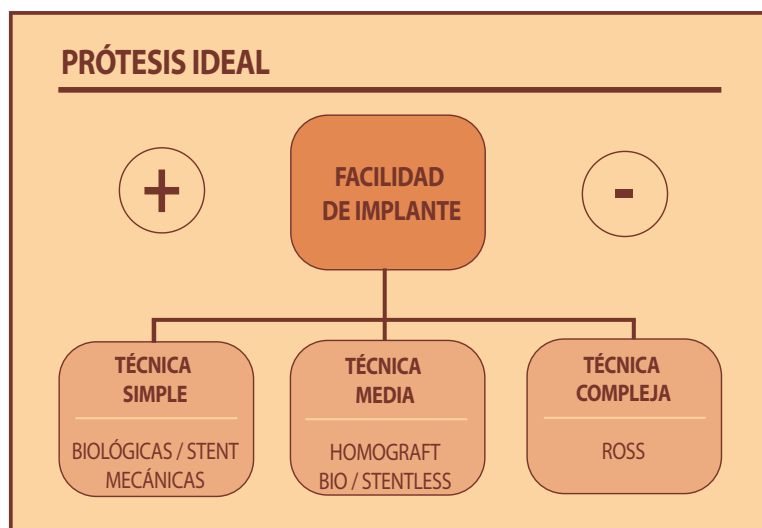 PRÓTESIS IDEAL
+
FACILIDAD
DE IMPLANTE
-
TÉCNICA
SIMPLE
BIOLÓGICAS / STENT
MECÁNICAS
TÉCNICA
MEDIA
HOMOGRAFT
BIO / STENTLESS
TÉCNICA
COMPLEJA
ROSS